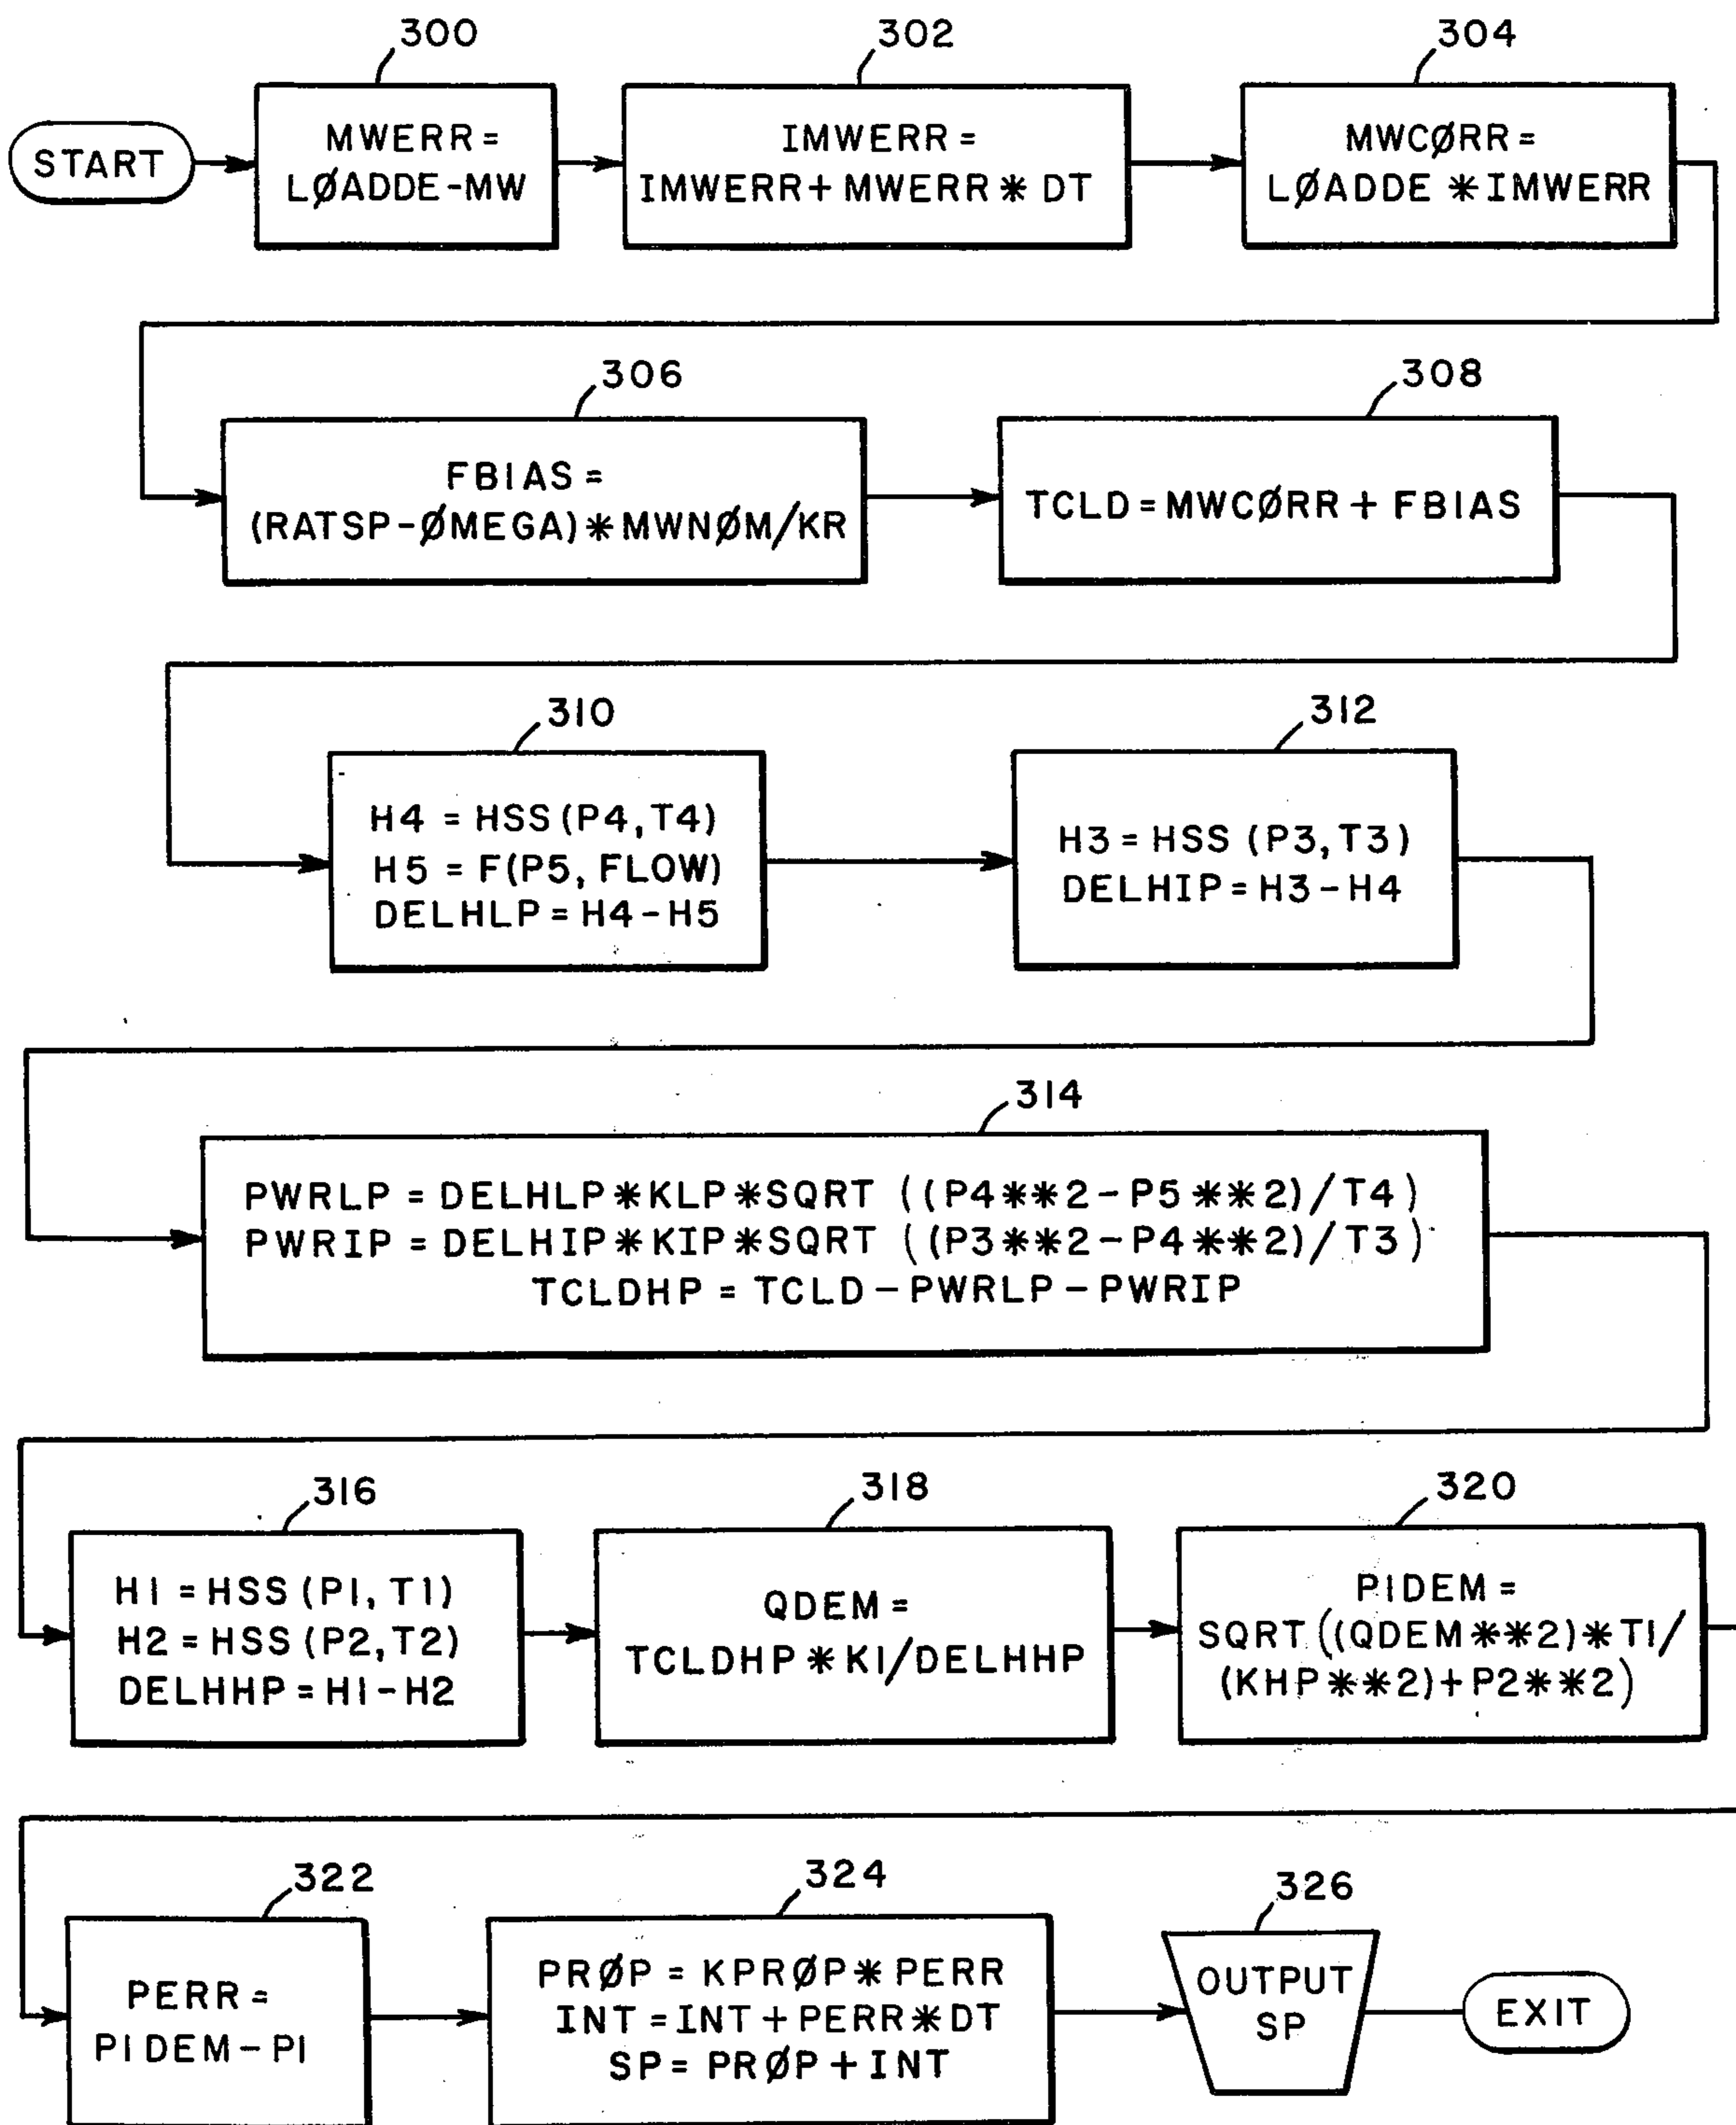 300
302
304
START
MWERR =
LØADDE-MW
IMWERR =
IMWERR + MWERR * DT
MWCØRR =
LØADDE * IMWERR
306
308
FBIAS =
(RATSP-ØMEGA) * MWNØM/KR
TCLD = MWCØRR + FBIAS
310
312
H4 = HSS (P4, T4)
H5 = F(P5, FLOW)
DELHLP = H4 - H5
H3 = HSS (P3, T3)
DELHIP = H3 - H4
314
PWRLP = DELHLP * KLP * SQRT ((P4**2 - P5**2)/T4)
PWRIP = DELHIP * KIP * SQRT ((P3**2 - P4**2)/T3)
TCLDHP = TCLD - PWRLP - PWRIP
316
318
320
H1 = HSS (P1, T1)
H2 = HSS (P2, T2)
DELHHP = H1 - H2
QDEM =
TCLDHP * K1/DELHHP
P1DEM =
SQRT ((QDEM**2) * T1/
(KHP**2) + P2**2)
322
324
326
PERR =
P1DEM - P1
PRØP = KPRØP * PERR
INT = INT + PERR * DT
SP = PRØP + INT
OUTPUT
SP
EXIT